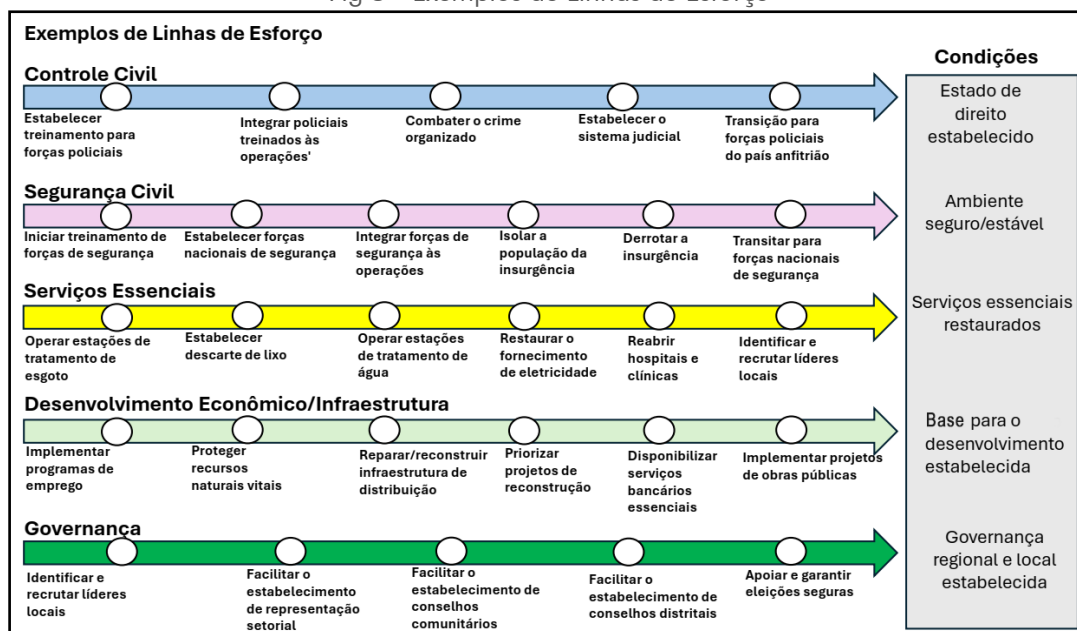 Fig 3 – Exemplos de Linhas de Esforço
Exemplos de Linhas de Esforço
Condições
Controle Civil
Estabelecer
treinamento para
forças policiais
Integrar policiais
treinados às
operações'
Combater o crime
organizado
Estabelecer o
sistema judicial
Transição para
forças policiais
do país anfitrião
Estado de
direito
estabelecido
Segurança Civil
Iniciar treinamento de
forças de segurança
Estabelecer forças
nacionais de segurança
Integrar forças de
segurança às
operações
Isolar a
população da
insurgência
Derrotar a
insurgência
Transitar para
forças nacionais
de segurança
Ambiente
seguro/estável
Serviços Essenciais
Operar estações de
tratamento de
esgoto
Estabelecer
descarte de lixo
Operar estações
de tratamento de
água
Restaurar o
fornecimento
de eletricidade
Reabrir
hospitais e
clínicas
Identificar e
recrutar líderes
locais
Serviços essenciais
restaurados
Desenvolvimento Econômico/Infraestrutura
Implementar
programas de
emprego
Proteger
recursos
naturais vitais
Reparar/reconstruir
infraestrutura de
distribuição
Priorizar
projetos de
reconstrução
Disponibilizar
serviços
bancários
essenciais
Implementar projetos
de obras públicas
Base para o
desenvolvimento
estabelecida
Governança
Identificar e
recrutar líderes
locais
Facilitar o
estabelecimento
de representação
setorial
Facilitar o
estabelecimento de
conselhos
comunitários
Facilitar o
estabelecimento de
conselhos distritais
Apoiar e garantir
eleições seguras
Governança
regional e local
estabelecida